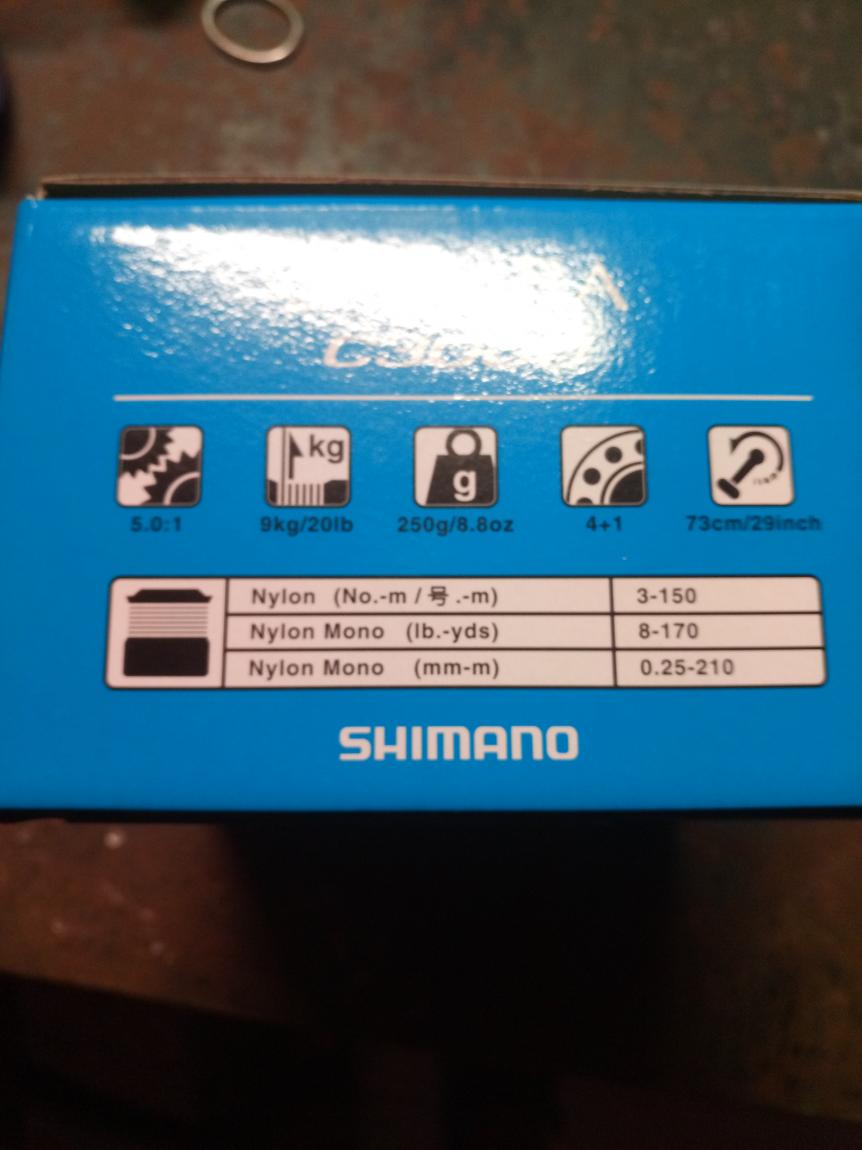 kg
g
5.0:1
9kg/20lb
250g/8.8oz
4+1
73cm/29inch
Nylon (No.-m / 号.-m) 3-150
Nylon Mono (lb.-yds) 8-170
Nylon Mono (mm-m) 0.25-210
SHIMANO